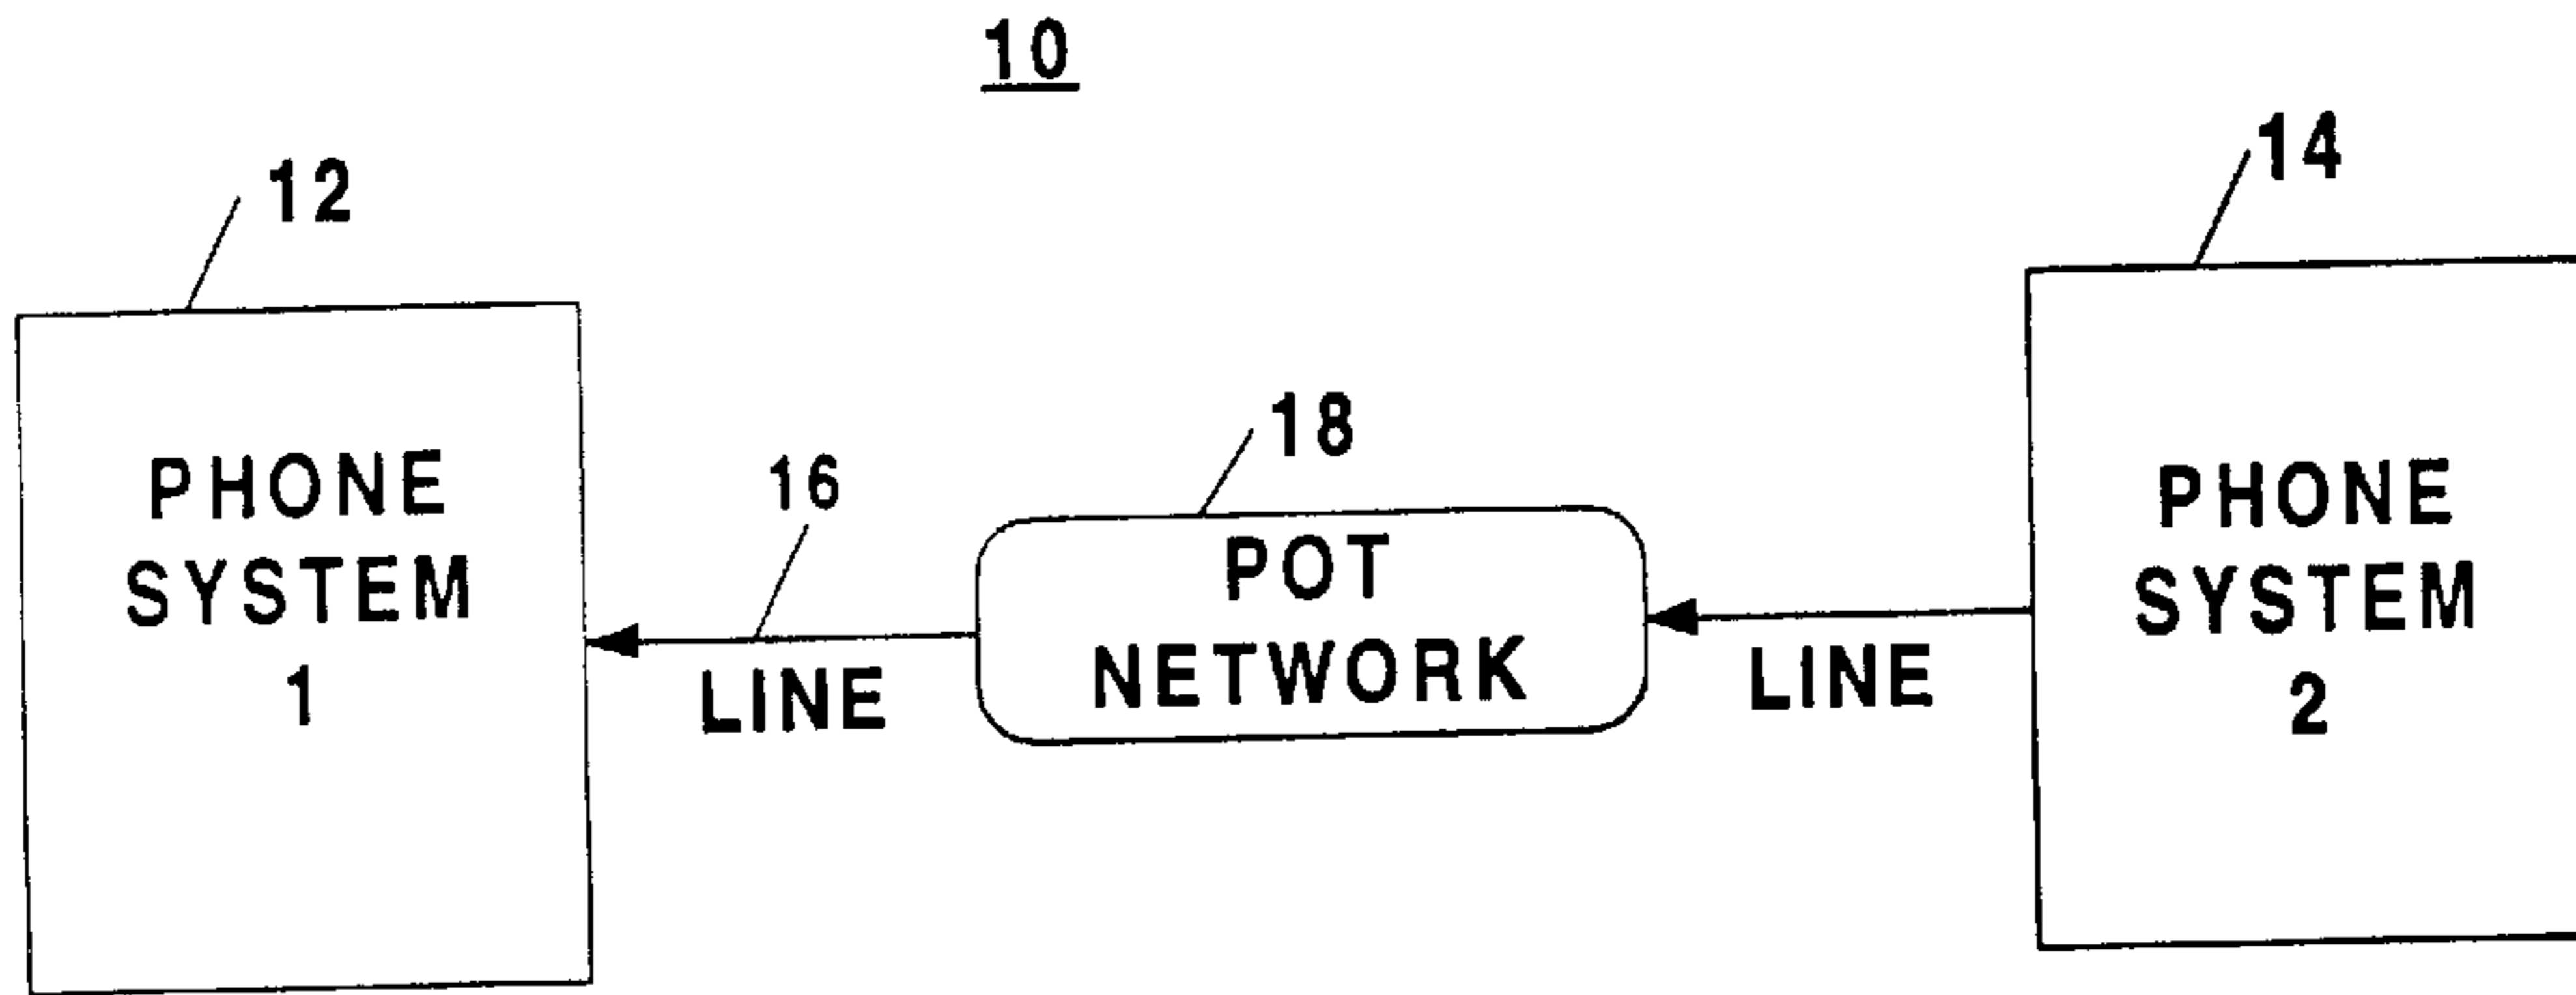 10
12
14
PHONE
SYSTEM
1
16
LINE
18
POT
NETWORK
LINE
PHONE
SYSTEM
2